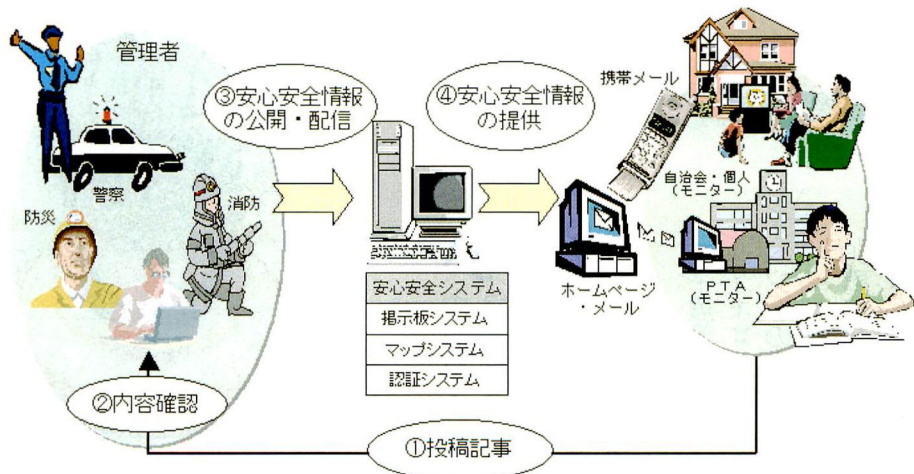 管理者
③安心安全情報
の公開・配信
④安心安全情報
の提供
携帯メール
警察
防災
消防
自治会・個人
(モニター)
ホームページ
・メール
PTA
(モニター)
安心安全システム
掲示板システム
マップシステム
認証システム
②内容確認
①投稿記事